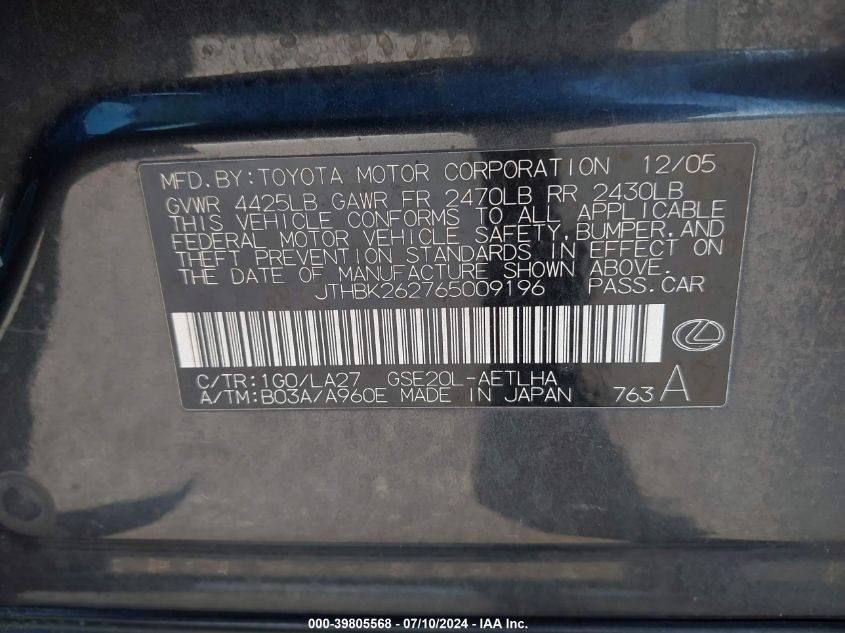 MFD.BY:TOYOTA MOTOR CORPORATION 12/05
GVWR 4425LB GAWR FR 2470LB RR 2430LB
THIS VEHICLE CONFORMS TO ALL APPLICABLE
FEDERAL MOTOR VEHICLE SAFETY,BUMPER,AND
THEFT PREVENTION STANDARDS IN EFFECT ON
THE DATE OF MANUFACTURE SHOWN ABOVE.
JTHBK262765009196 PASS.CAR
C/TR:1G0/LA27 GSE20L-AETLHA
A/TM:B03A/A960E MADE IN JAPAN 763 A
000-39805568 - 07/10/2024 - IAA Inc.